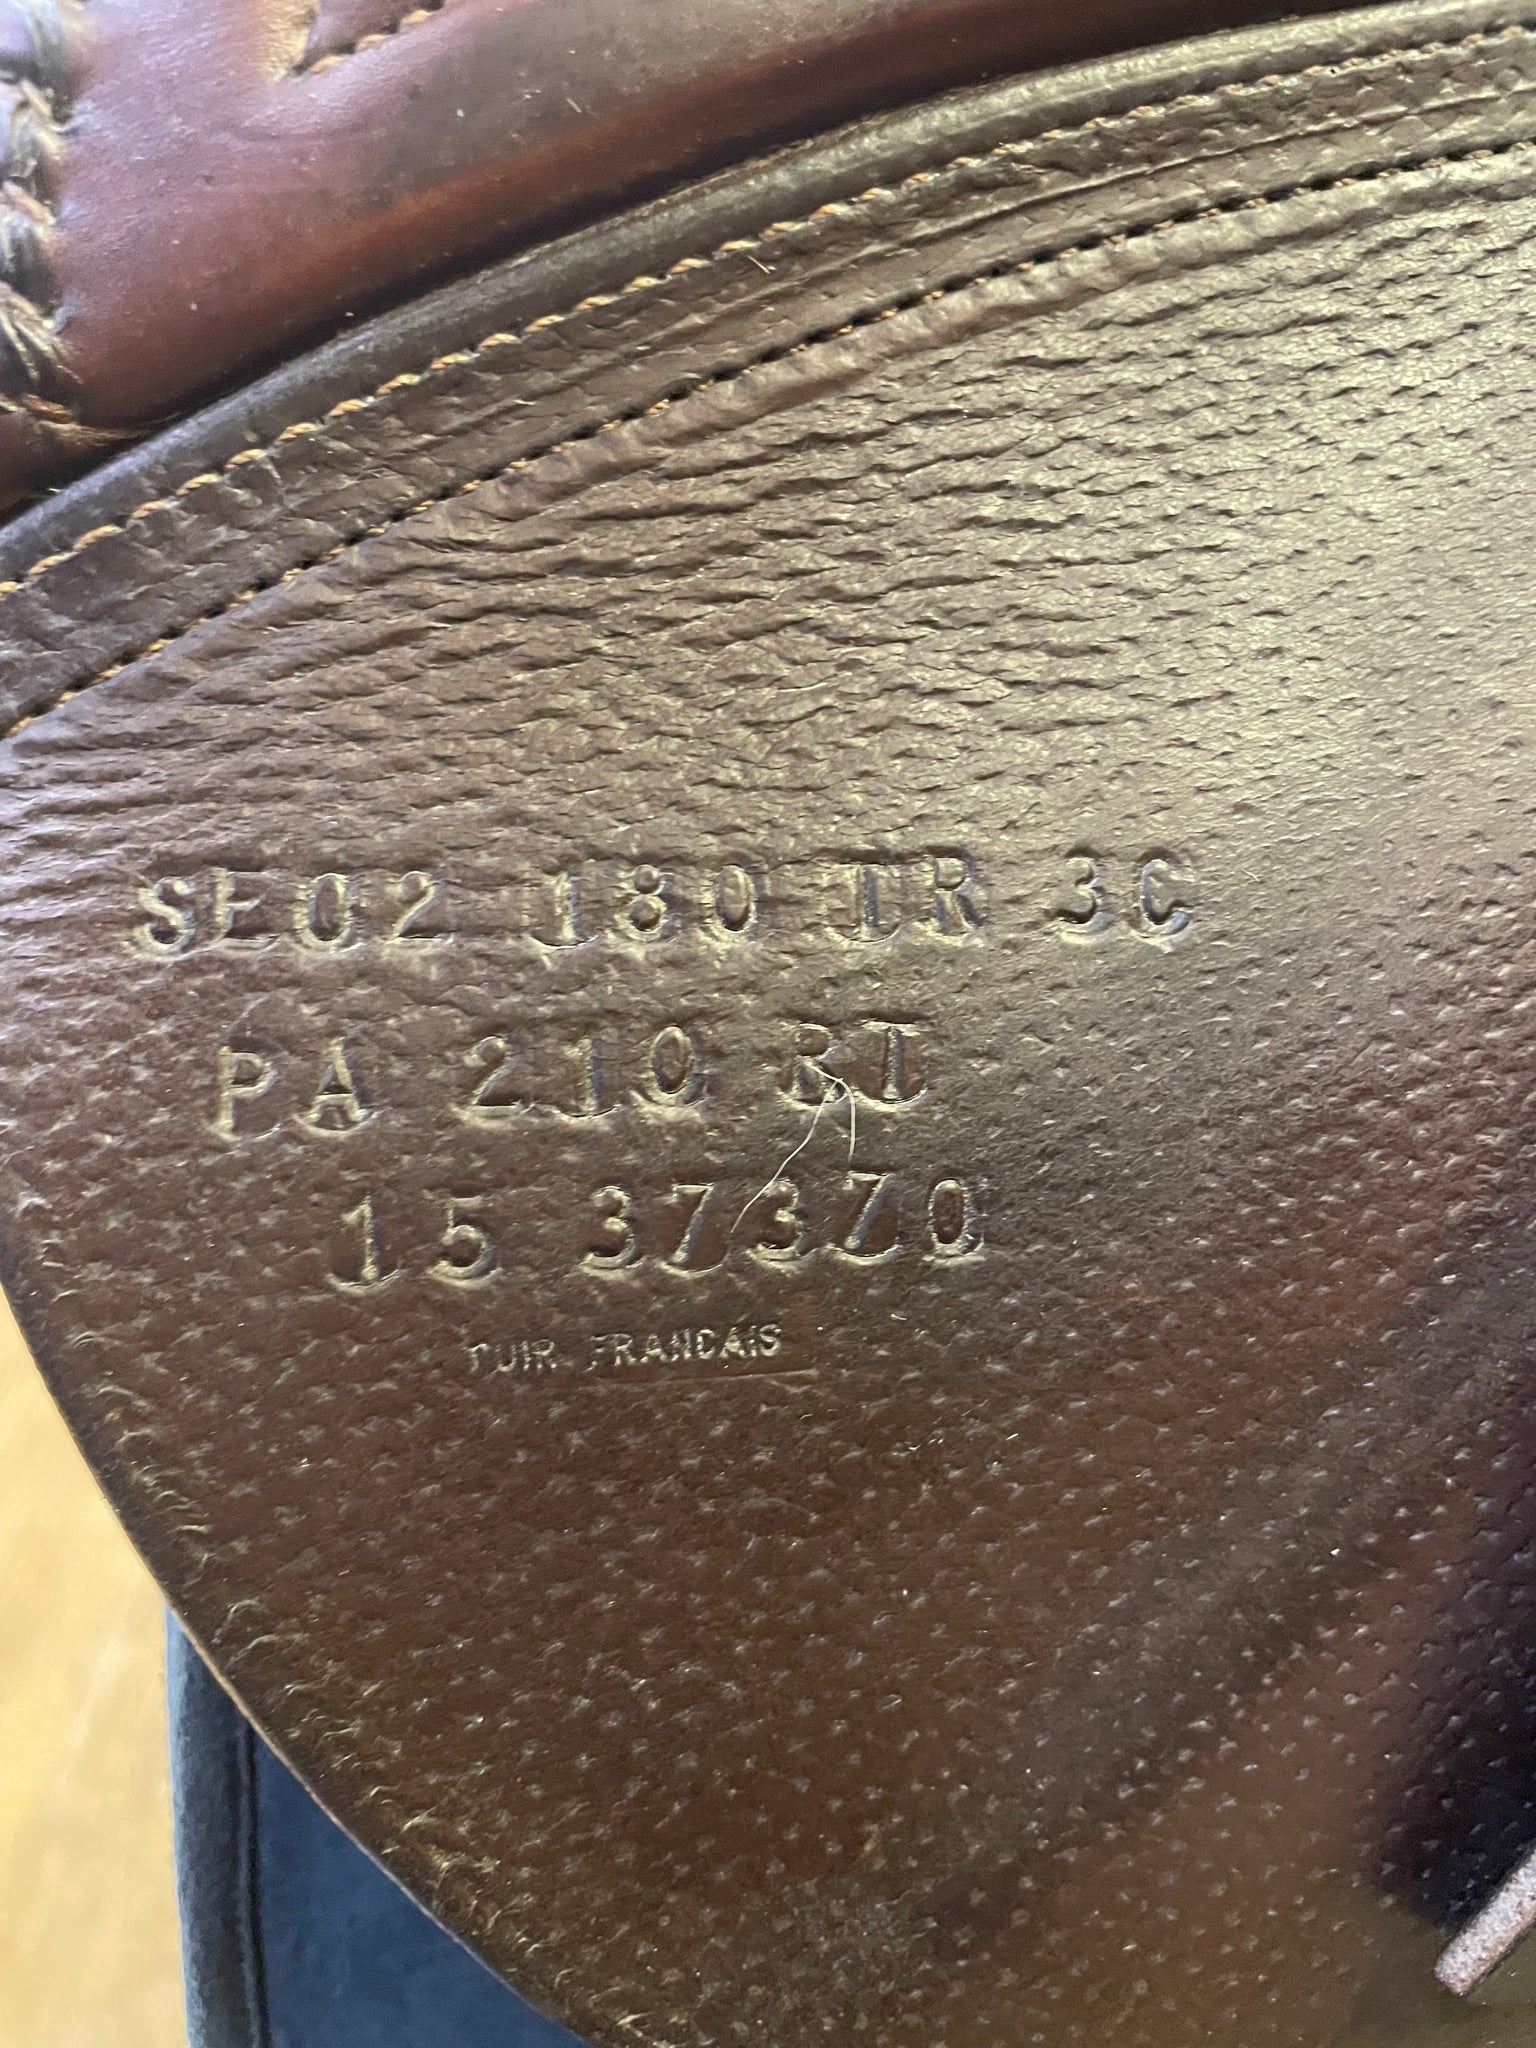 SE02 180 TR 3C
PA 210 RT
15 37370
CUIR FRANCAIS